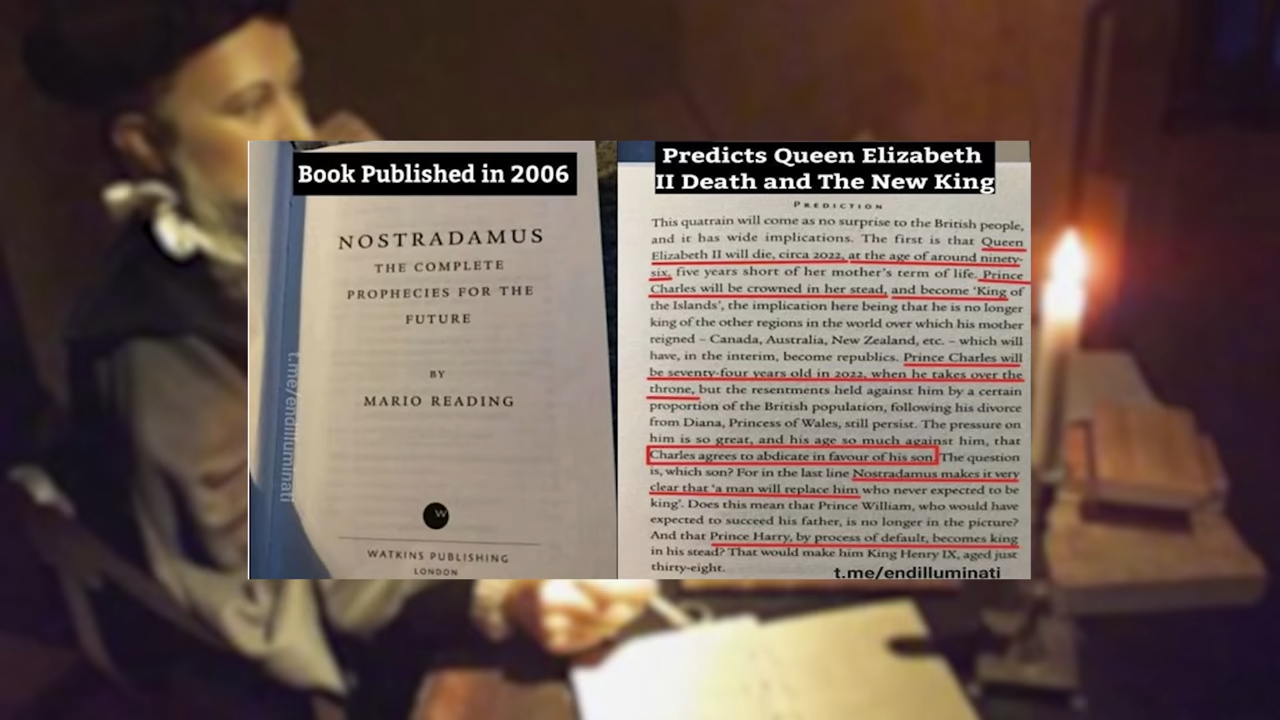 Book Published in 2006
NOSTRADAMUS
THE COMPLETE
PROPHECIES FOR THE
FUTURE
BY
MARIO READING
W
WATKINS PUBLISHING
LONDON
t.me/endilluminati
Predicts Queen Elizabeth
II Death and The New King
PREDICTION
This quatrain will come as no surprise to the British people,
and it has wide implications. The first is that Queen
Elizabeth II will die, circa 2022, at the age of around ninety-
six, five years short of her mother's term of life. Prince
Charles will be crowned in her stead, and become 'King of
the Islands', the implication here being that he is no longer
king of the other regions in the world over which his mother
reigned – Canada, Australia, New Zealand, etc. – which will
have, in the interim, become republics. Prince Charles will
be seventy-four years old in 2022, when he takes over the
throne, but the resentments held against him by a certain
proportion of the British population, following his divorce
from Diana, Princess of Wales, still persist. The pressure on
him is so great, and his age so much against him, that
Charles agrees to abdicate in favour of his son. The question
is, which son? For in the last line Nostradamus makes it very
clear that 'a man will replace him who never expected to be
king'. Does this mean that Prince William, who would have
expected to succeed his father, is no longer in the picture?
And that Prince Harry, by process of default, becomes king
in his stead? That would make him King Henry IX, aged just
thirty-eight.
t.me/endilluminati